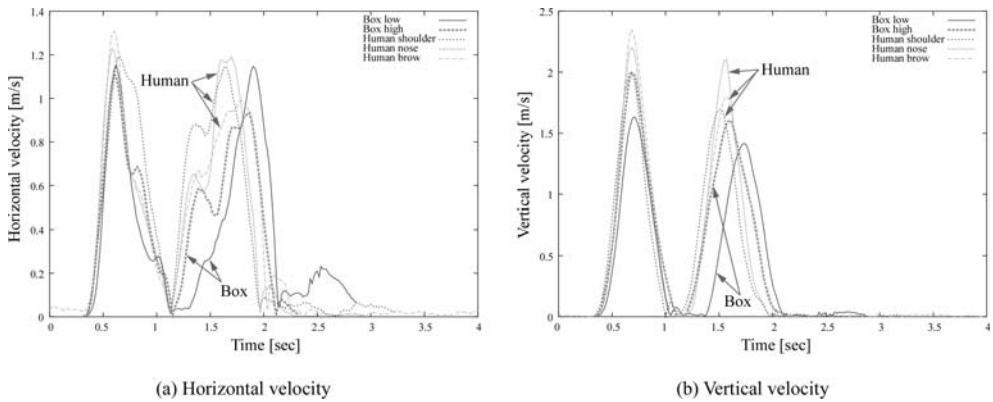 Box low
Box high
Human shoulder
Human nose
Human brow
Human
Box
Horizontal velocity [m/s]
1.4
1.2
1
0.8
0.6
0.4
0.2
0
0 0.5 1 1.5 2 2.5 3 3.5 4
Time [sec]
(a) Horizontal velocity
Box low
Box high
Human shoulder
Human nose
Human brow
Human
Box
Vertical velocity [m/s]
2.5
2
1.5
1
0.5
0
0 0.5 1 1.5 2 2.5 3 3.5 4
Time [sec]
(b) Vertical velocity